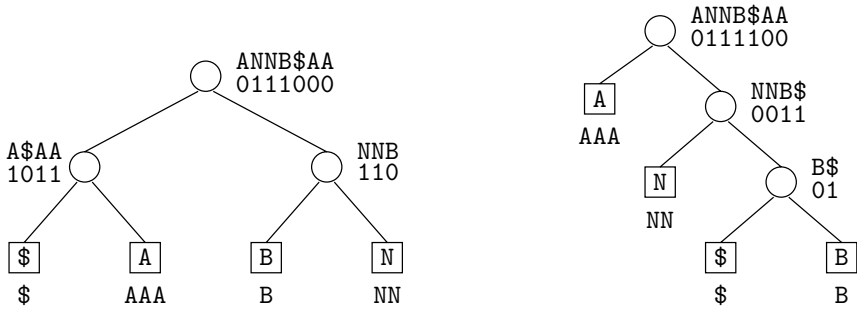 ANNB$AA
0111000
A$AA
1011
NNB
110
$
A
B
N
$
AAA
B
NN
ANNB$AA
0111100
A
AAA
NNB$
0011
N
NN
B$
01
$
B
$
B